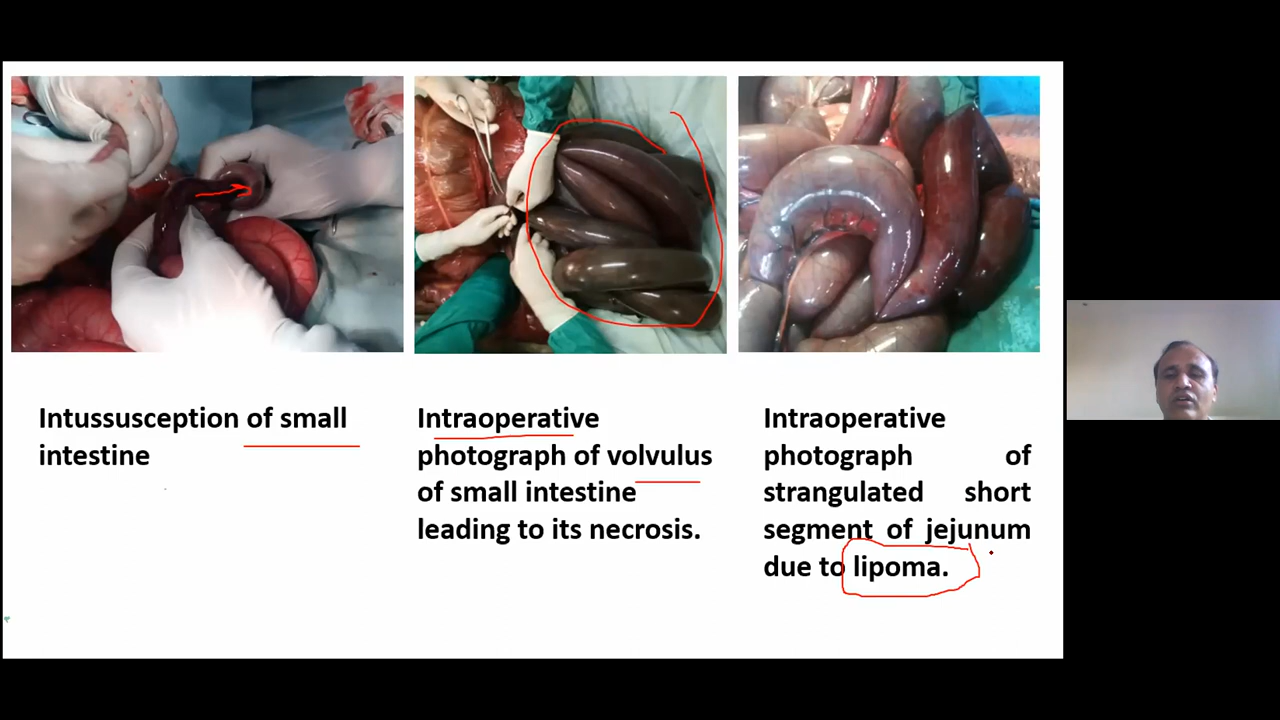 Intussusception of small
intestine
Intraoperative
photograph of volvulus
of small intestine
leading to its necrosis.
Intraoperative
photograph of
strangulated short
segment of jejunum
due to lipoma.